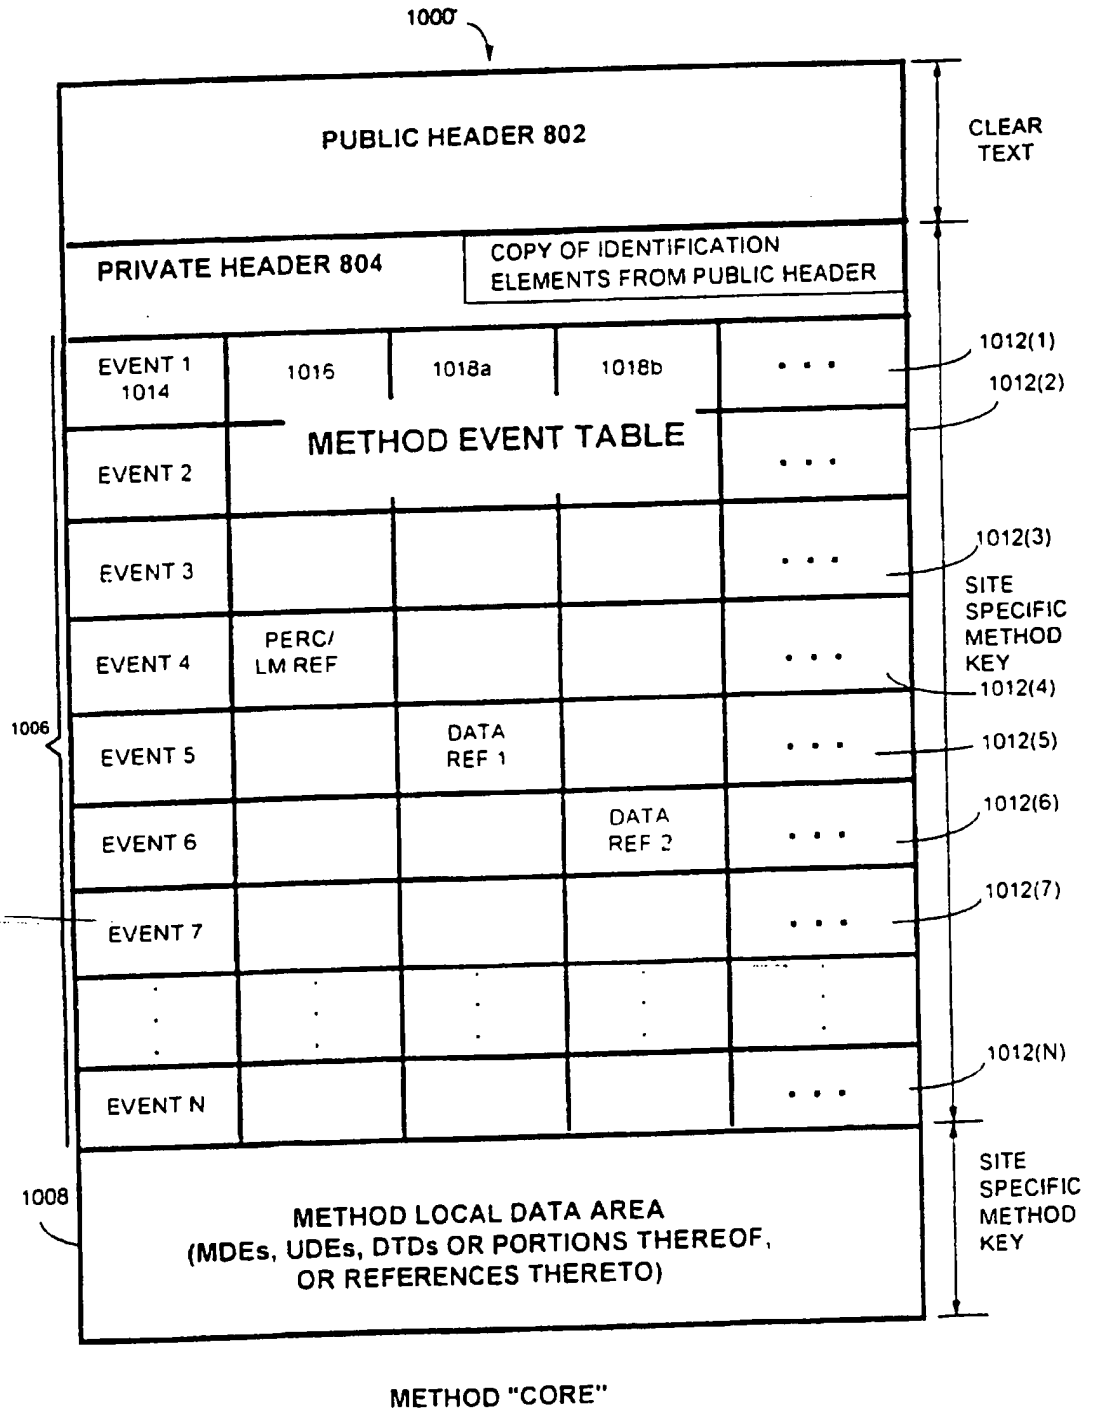 1000
PUBLIC HEADER 802
CLEAR
TEXT
PRIVATE HEADER 804
COPY OF IDENTIFICATION
ELEMENTS FROM PUBLIC HEADER
EVENT 1
1014
1016
1018a
1018b
• • •
1012(1)
1012(2)
METHOD EVENT TABLE
EVENT 2
• • •
EVENT 3
• • •
1012(3)
SITE
SPECIFIC
METHOD
KEY
EVENT 4
PERC/
LM REF
• • •
1012(4)
1006
EVENT 5
DATA
REF 1
• • •
1012(5)
EVENT 6
DATA
REF 2
• • •
1012(6)
EVENT 7
• • •
1012(7)
EVENT N
• • •
1012(N)
1008
METHOD LOCAL DATA AREA
(MDEs, UDEs, DTDs OR PORTIONS THEREOF,
OR REFERENCES THERETO)
SITE
SPECIFIC
METHOD
KEY
METHOD "CORE"